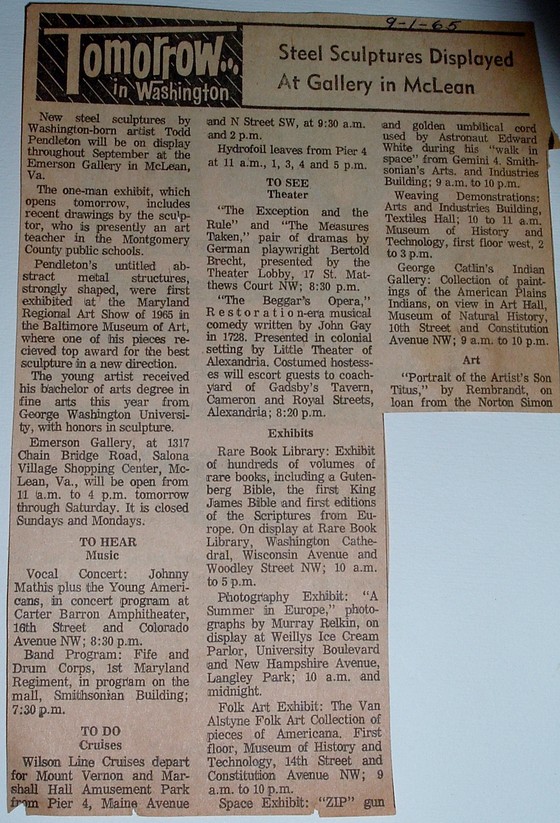 9-1-65
Tomorrow...
in Washington
Steel Sculptures Displayed
At Gallery in McLean
New steel sculptures by
Washington-born artist Todd
Pendleton will be on display
throughout September at the
Emerson Gallery in McLean,
Va.
The one-man exhibit, which
opens tomorrow, includes
recent drawings by the sculp-
tor, who is presently an art
teacher in the Montgomery
County public schools.
Pendleton's untitled ab-
stract metal structures,
strongly shaped, were first
exhibited at the Maryland
Regional Art Show of 1965 in
the Baltimore Museum of Art,
where one of his pieces re-
cieved top award for the best
sculpture in a new direction.
The young artist received
his bachelor of arts degree in
fine arts this year from
George Washington Universi-
ty, with honors in sculpture.
Emerson Gallery, at 1317
Chain Bridge Road, Salona
Village Shopping Center, Mc-
Lean, Va., will be open from
11 a.m. to 4 p.m. tomorrow
through Saturday. It is closed
Sundays and Mondays.
TO HEAR
Music
Vocal Concert: Johnny
Mathis plus the Young Ameri-
cans, in concert program at
Carter Barron Amphitheater,
16th Street and Colorado
Avenue NW; 8:30 p.m.
Band Program: Fife and
Drum Corps, 1st Maryland
Regiment, in program on the
mall, Smithsonian Building;
7:30 p.m.
TO DO
Cruises
Wilson Line Cruises depart
for Mount Vernon and Mar-
shall Hall Amusement Park
from Pier 4, Maine Avenue
and N Street SW, at 9:30 a.m.
and 2 p.m.
Hydrofoil leaves from Pier 4
at 11 a.m., 1, 3, 4 and 5 p.m.
TO SEE
Theater
"The Exception and the
Rule" and "The Measures
Taken," pair of dramas by
German playwright Bertold
Brecht, presented by the
Theater Lobby, 17 St. Mat-
thews Court NW; 8:30 p.m.
"The Beggar's Opera,"
Restoration-era musical
comedy written by John Gay
in 1728. Presented in colonial
setting by Little Theater of
Alexandria. Costumed hostess-
es will escort guests to coach-
yard of Gadsby's Tavern,
Cameron and Royal Streets,
Alexandria; 8:20 p.m.
Exhibits
Rare Book Library: Exhibit
of hundreds of volumes of
rare books, including a Guten-
berg Bible, the first King
James Bible and first editions
of the Scriptures from Eu-
rope. On display at Rare Book
Library, Washington Cathe-
dral, Wisconsin Avenue and
Woodley Street NW; 10 a.m.
to 5 p.m.
Photography Exhibit: "A
Summer in Europe," photo-
graphs by Murray Relkin, on
display at Weillys Ice Cream
Parlor, University Boulevard
and New Hampshire Avenue,
Langley Park; 10 a.m. and
midnight.
Folk Art Exhibit: The Van
Alstyne Folk Art Collection of
pieces of Americana. First
floor, Museum of History and
Technology, 14th Street and
Constitution Avenue NW; 9
a.m. to 10 p.m.
Space Exhibit: "ZIP" gun
and golden umbilical cord
used by Astronaut Edward
White during his "walk in
space" from Gemini 4. Smith-
sonian's Arts. and Industries
Building; 9 a.m. to 10 p.m.
Weaving Demonstrations:
Arts and Industries Building,
Textiles Hall; 10 to 11 a.m.
Museum of History and
Technology, first floor west, 2
to 3 p.m.
George Catlin's Indian
Gallery: Collection of paint-
ings of the American Plains
Indians, on view in Art Hall,
Museum of Natural History,
10th Street and Constitution
Avenue NW; 9 a.m. to 10 p.m.
Art
"Portrait of the Artist's Son
Titus," by Rembrandt, on
loan from the Norton Simon